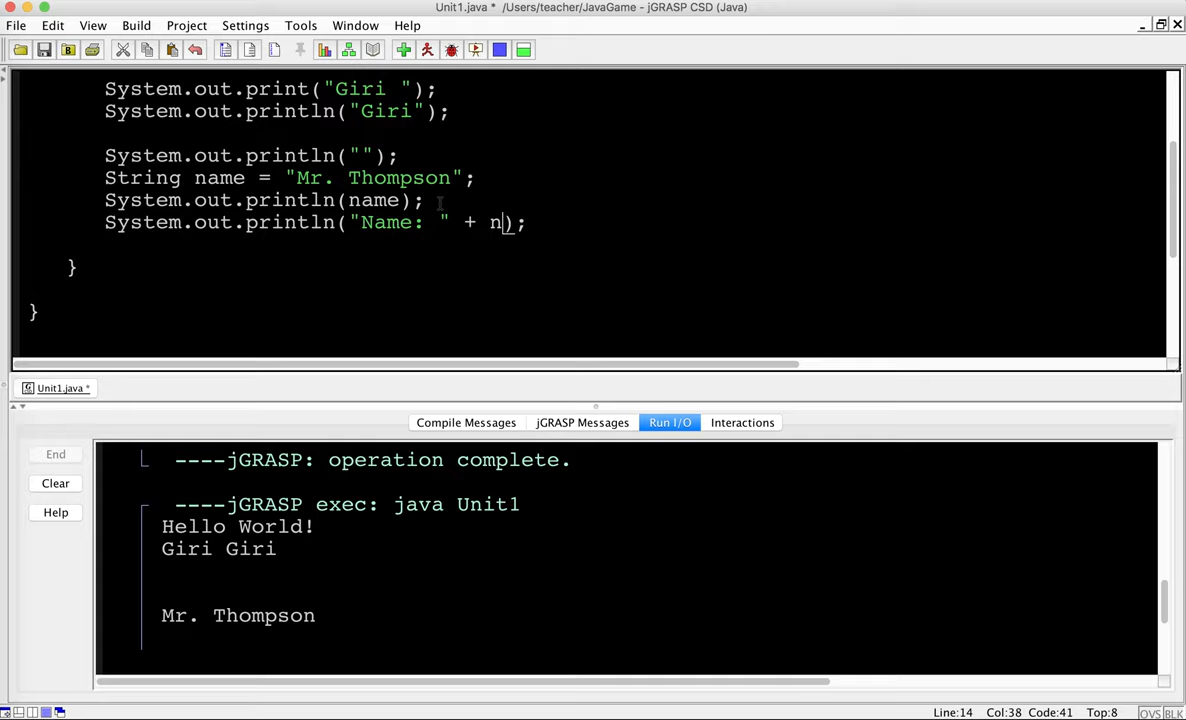 Unit1.java * /Users/teacher/JavaGame - jGRASP CSD (Java)
File Edit View Build Project Settings Tools Window Help
System.out.print("Giri ");
System.out.println("Giri");
System.out.println("");
String name = "Mr. Thompson";
System.out.println(name);
System.out.println("Name: " + n);
}
}
Unit1.java *
Compile Messages jGRASP Messages Run I/O Interactions
End
Clear
Help
----jGRASP: operation complete.
----jGRASP exec: java Unit1
Hello World!
Giri Giri
Mr. Thompson
Line:14 Col:38 Code:41 Top:8 OVS BLK